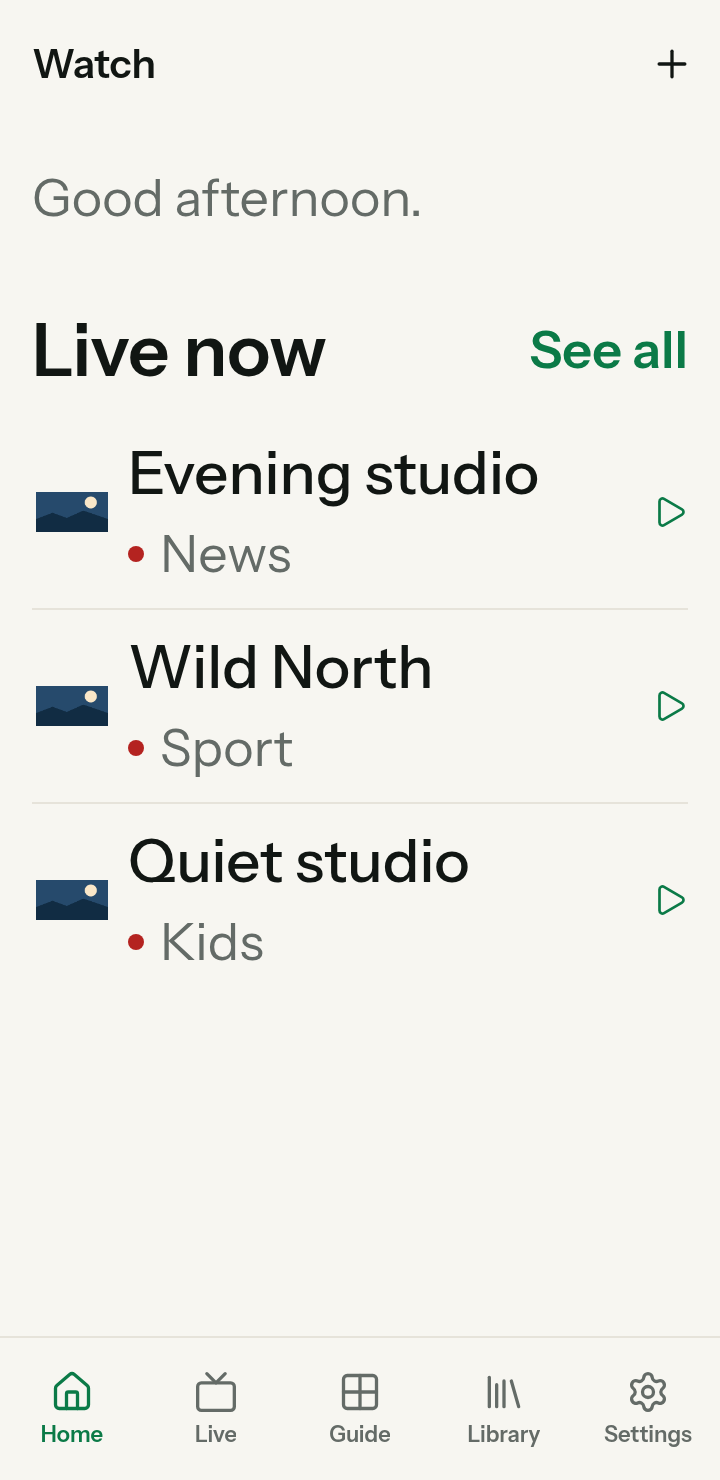 Watch
Good afternoon.
Live now
See all
Evening studio
News
Wild North
Sport
Quiet studio
Kids
Home
Live
Guide
Library
Settings